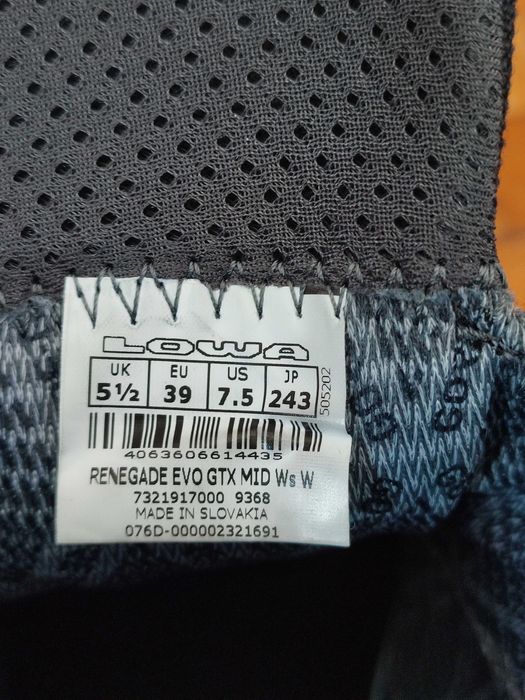 LOWA
UK EU US JP
5½ 39 7.5 243
505202
4063606614435
RENEGADE EVO GTX MID Ws W
7321917000 9368
MADE IN SLOVAKIA
076D-000002321691